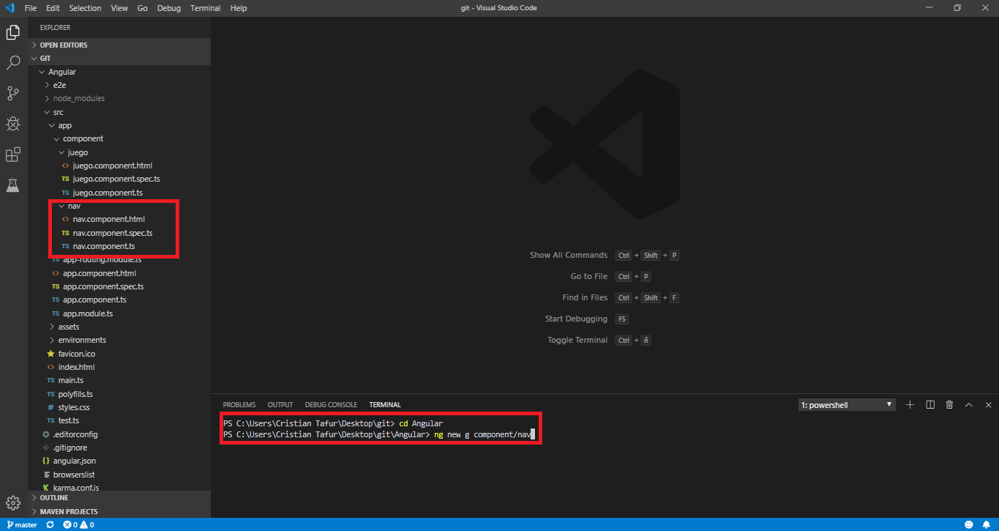 File Edit Selection View Go Debug Terminal Help
git - Visual Studio Code
EXPLORER
OPEN EDITORS
GIT
Angular
e2e
node_modules
src
app
component
juego
juego.component.html
TS juego.component.spec.ts
TS juego.component.ts
nav
nav.component.html
TS nav.component.spec.ts
TS nav.component.ts
TS app-routing.module.ts
app.component.html
TS app.component.spec.ts
TS app.component.ts
TS app.module.ts
assets
environments
favicon.ico
index.html
TS main.ts
TS polyfills.ts
# styles.css
TS test.ts
.editorconfig
.gitignore
{} angular.json
browserslist
karma.conf.js
OUTLINE
MAVEN PROJECTS
Show All Commands Ctrl + Shift + P
Go to File Ctrl + P
Find in Files Ctrl + Shift + F
Start Debugging F5
Toggle Terminal Ctrl + ñ
PROBLEMS OUTPUT DEBUG CONSOLE TERMINAL
1: powershell
PS C:\Users\Cristian Tafur\Desktop\git> cd Angular
PS C:\Users\Cristian Tafur\Desktop\git\Angular> ng new g component/nav
master 0 0